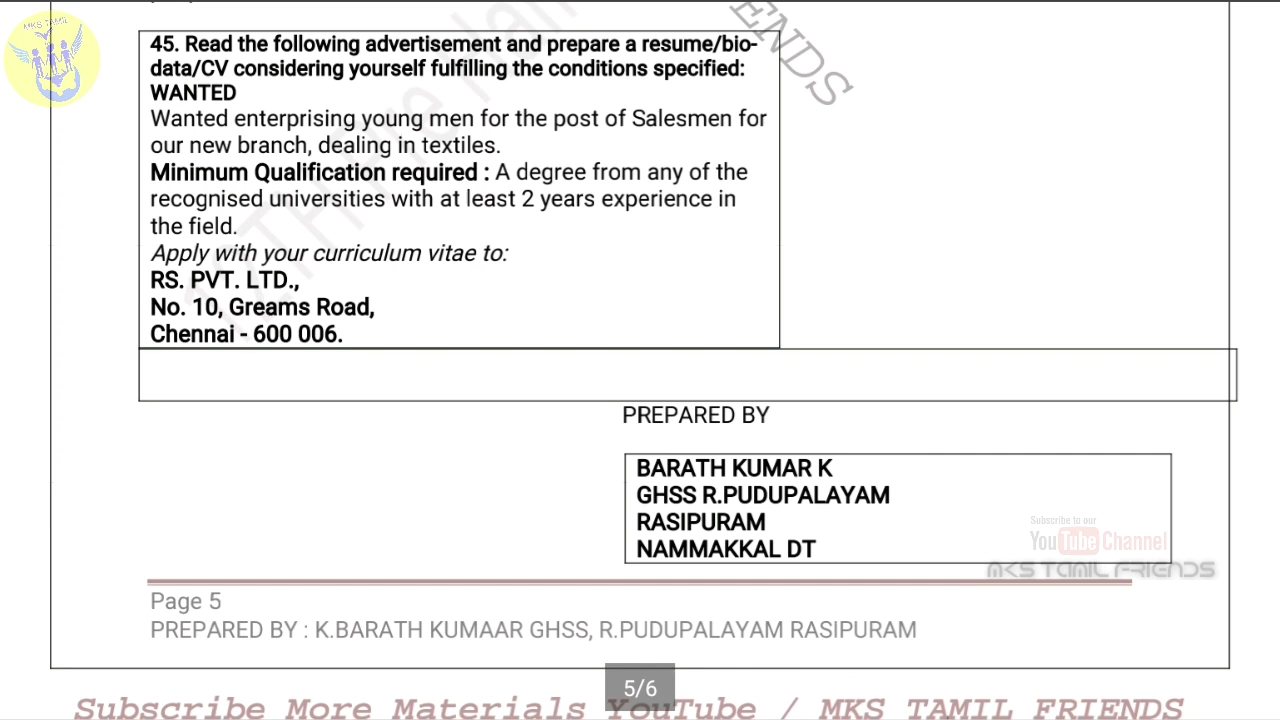 MKS TAMIL
ENDS
45. Read the following advertisement and prepare a resume/bio-
data/CV considering yourself fulfilling the conditions specified:
WANTED
Wanted enterprising young men for the post of Salesmen for
our new branch, dealing in textiles.
Minimum Qualification required : A degree from any of the
recognised universities with at least 2 years experience in
the field.
Apply with your curriculum vitae to:
RS. PVT. LTD.,
No. 10, Greams Road,
Chennai - 600 006.
PREPARED BY
BARATH KUMAR K
GHSS R.PUDUPALAYAM
RASIPURAM
NAMMAKKAL DT
Subscribe to our
YouTube Channel
MKS TAMIL FRIENDS
Page 5
PREPARED BY : K.BARATH KUMAAR GHSS, R.PUDUPALAYAM RASIPURAM
5/6
Subscribe More Materials YouTube / MKS TAMIL FRIENDS